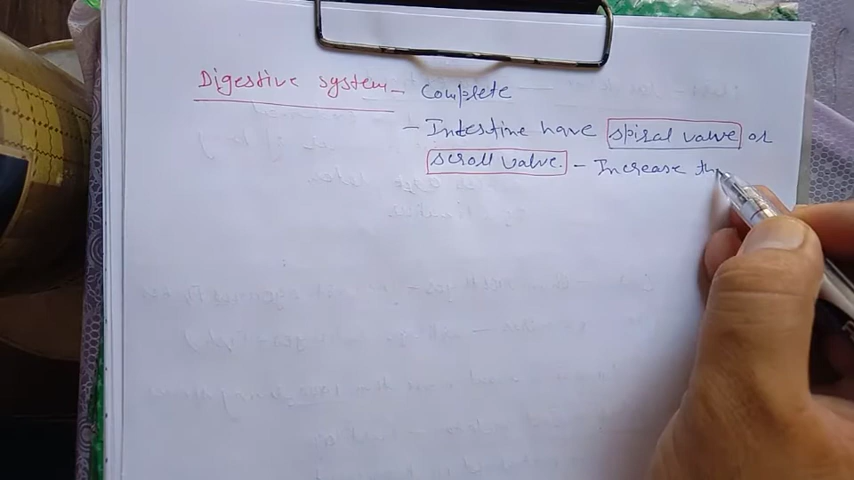 Digestive system - Complete
- Intestine have spiral valve or
scroll valve. - Increase th